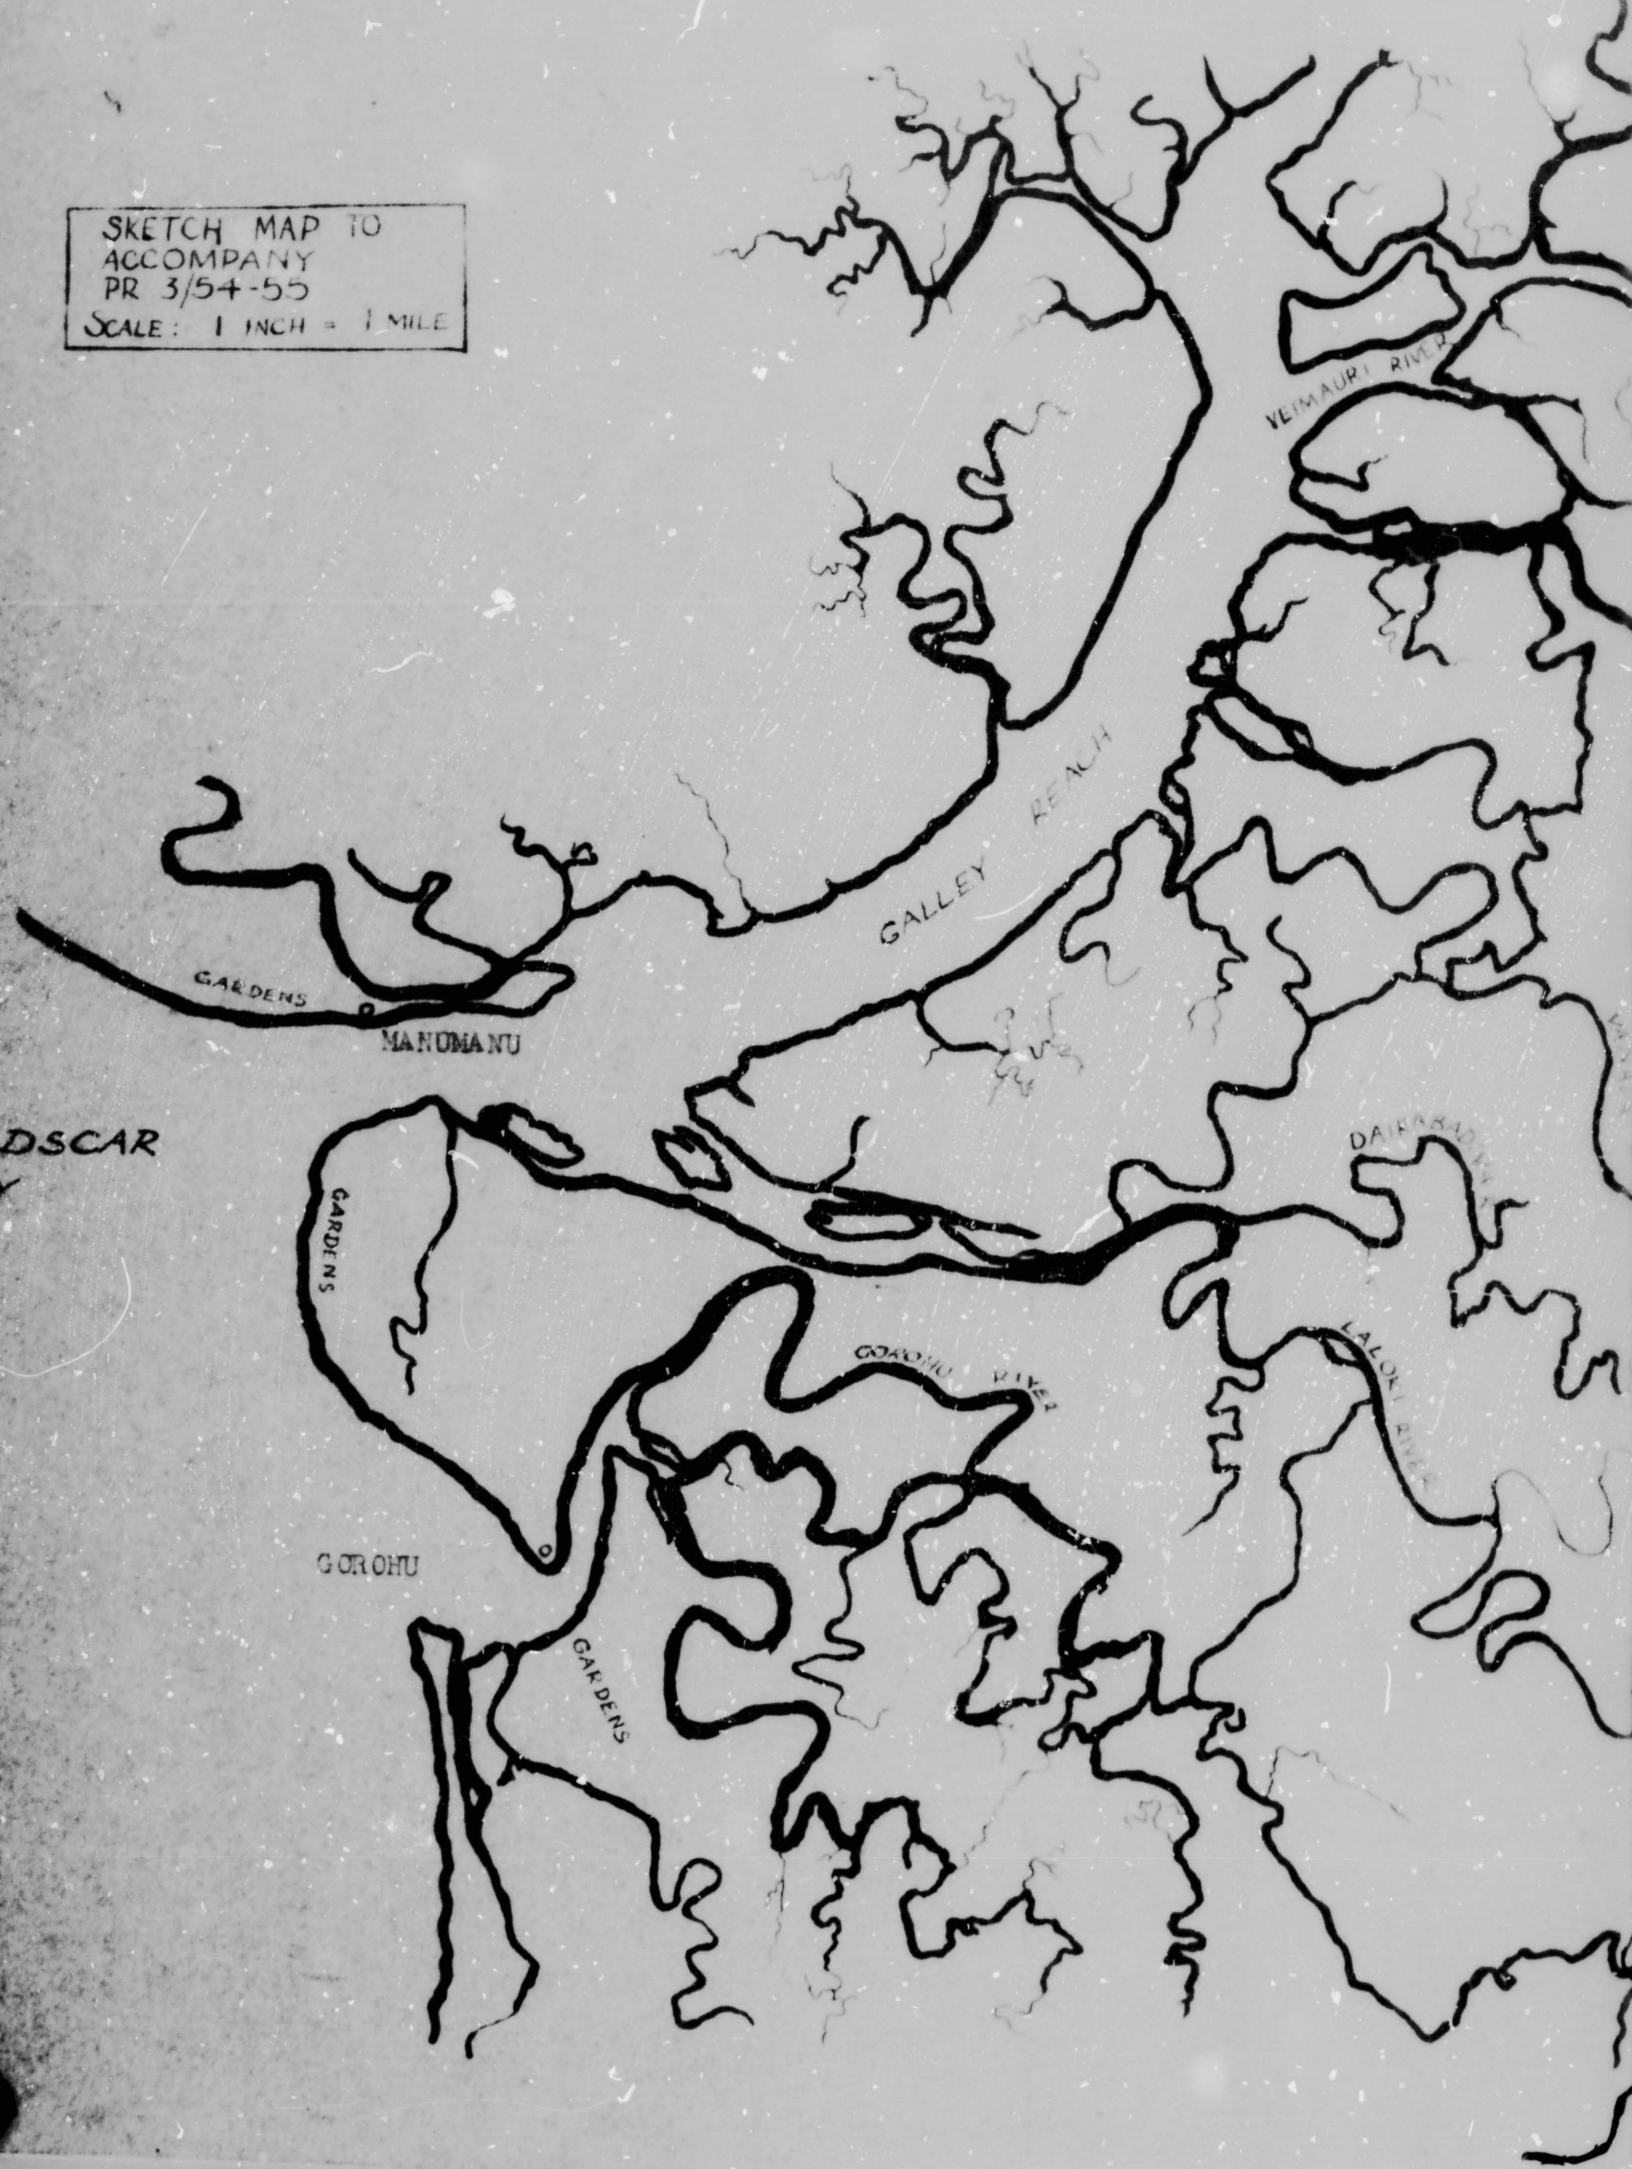 SKETCH MAP TO
ACCOMPANY
PR 3/54-55
SCALE: 1 INCH = 1 MILE
VEIMAURI RIVER
GALLEY REACH
GARDENS
MANUMANU
DSCAR
GARDENS
GOROHU RIVER
LALOKI RIVER
GOROHU
GARDENS